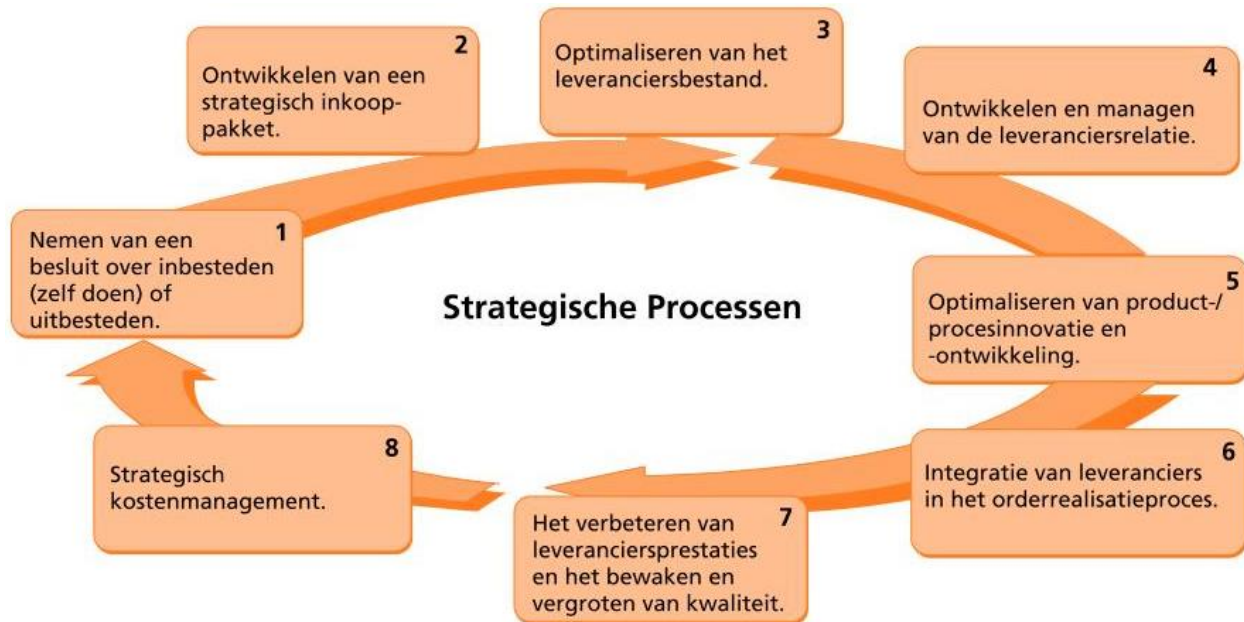 1
Nemen van een
besluit over inbesteden
(zelf doen) of
uitbesteden.
2
Ontwikkelen van een
strategisch inkoop-
pakket.
3
Optimaliseren van het
leveranciersbestand.
4
Ontwikkelen en managen
van de leveranciersrelatie.
5
Optimaliseren van product-/
procesinnovatie en
-ontwikkeling.
6
Integratie van leveranciers
in het orderrealisatieproces.
7
Het verbeteren van
leveranciersprestaties
en het bewaken en
vergroten van kwaliteit.
8
Strategisch
kostenmanagement.
Strategische Processen